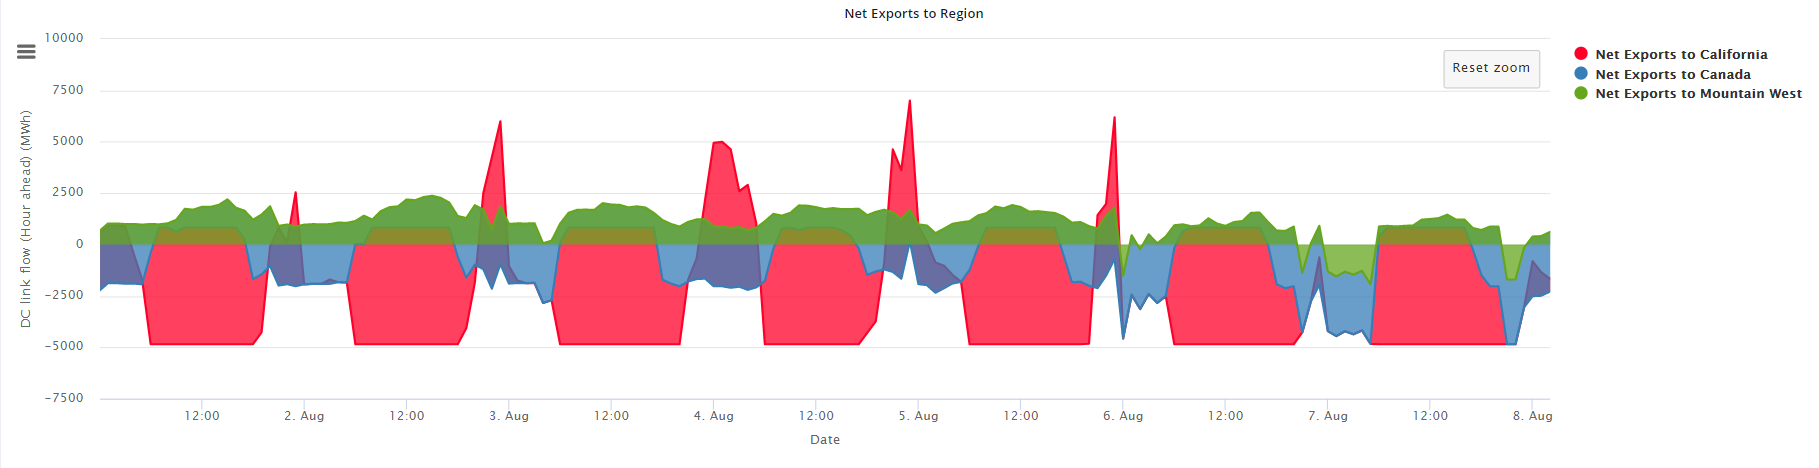 Net Exports to Region
10000
7500
5000
2500
0
−2500
−5000
−7500
DC link flow (Hour ahead) (MWh)
Reset zoom
Net Exports to California
Net Exports to Canada
Net Exports to Mountain West
12:00 2. Aug 12:00 3. Aug 12:00 4. Aug 12:00 5. Aug 12:00 6. Aug 12:00 7. Aug 12:00 8. Aug
Date